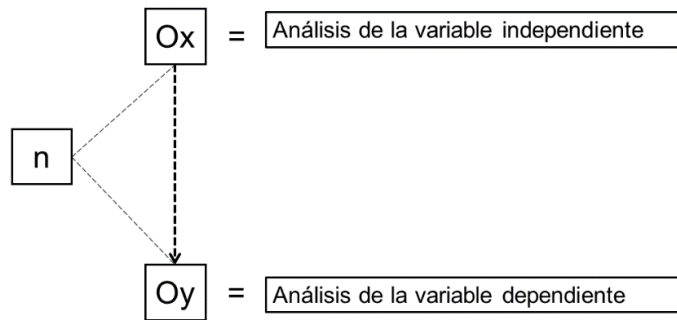 Ox = Análisis de la variable independiente
n
Oy = Análisis de la variable dependiente